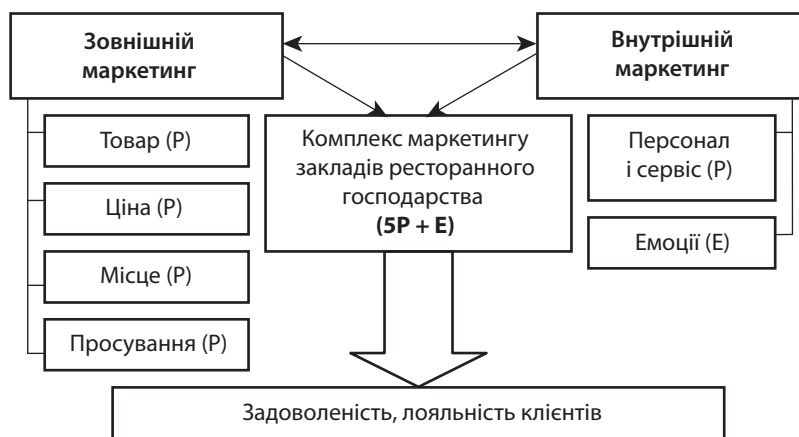 Зовнішній
маркетинг
Внутрішній
маркетинг
Товар (Р)
Ціна (Р)
Місце (Р)
Просування (Р)
Комплекс маркетингу
закладів ресторанного
господарства
(5Р + Е)
Персонал
і сервіс (Р)
Емоції (Е)
Задоволеність, лояльність клієнтів